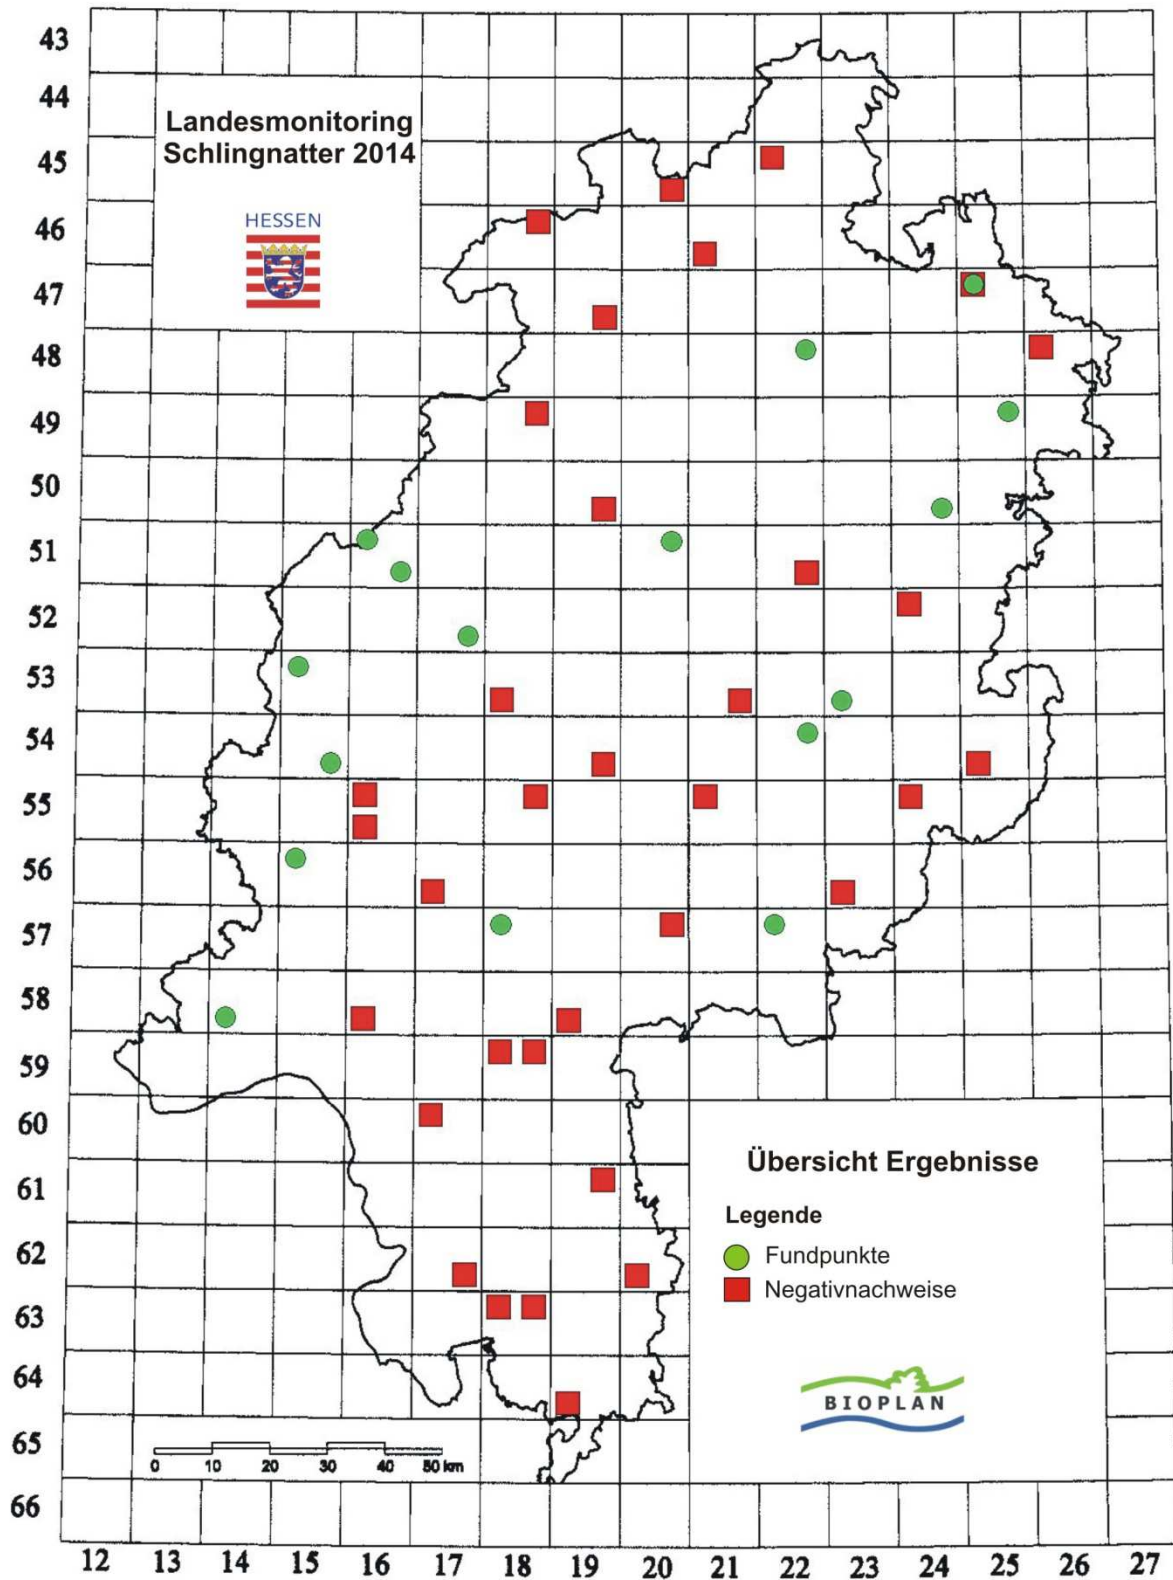 Landesmonitoring
Schlingnatter 2014
HESSEN
43
44
45
46
47
48
49
50
51
52
53
54
55
56
57
58
59
60
61
62
63
64
65
66
Übersicht Ergebnisse
Legende
Fundpunkte
Negativnachweise
BIOPLAN
0 10 20 30 40 50 km
12 13 14 15 16 17 18 19 20 21 22 23 24 25 26 27